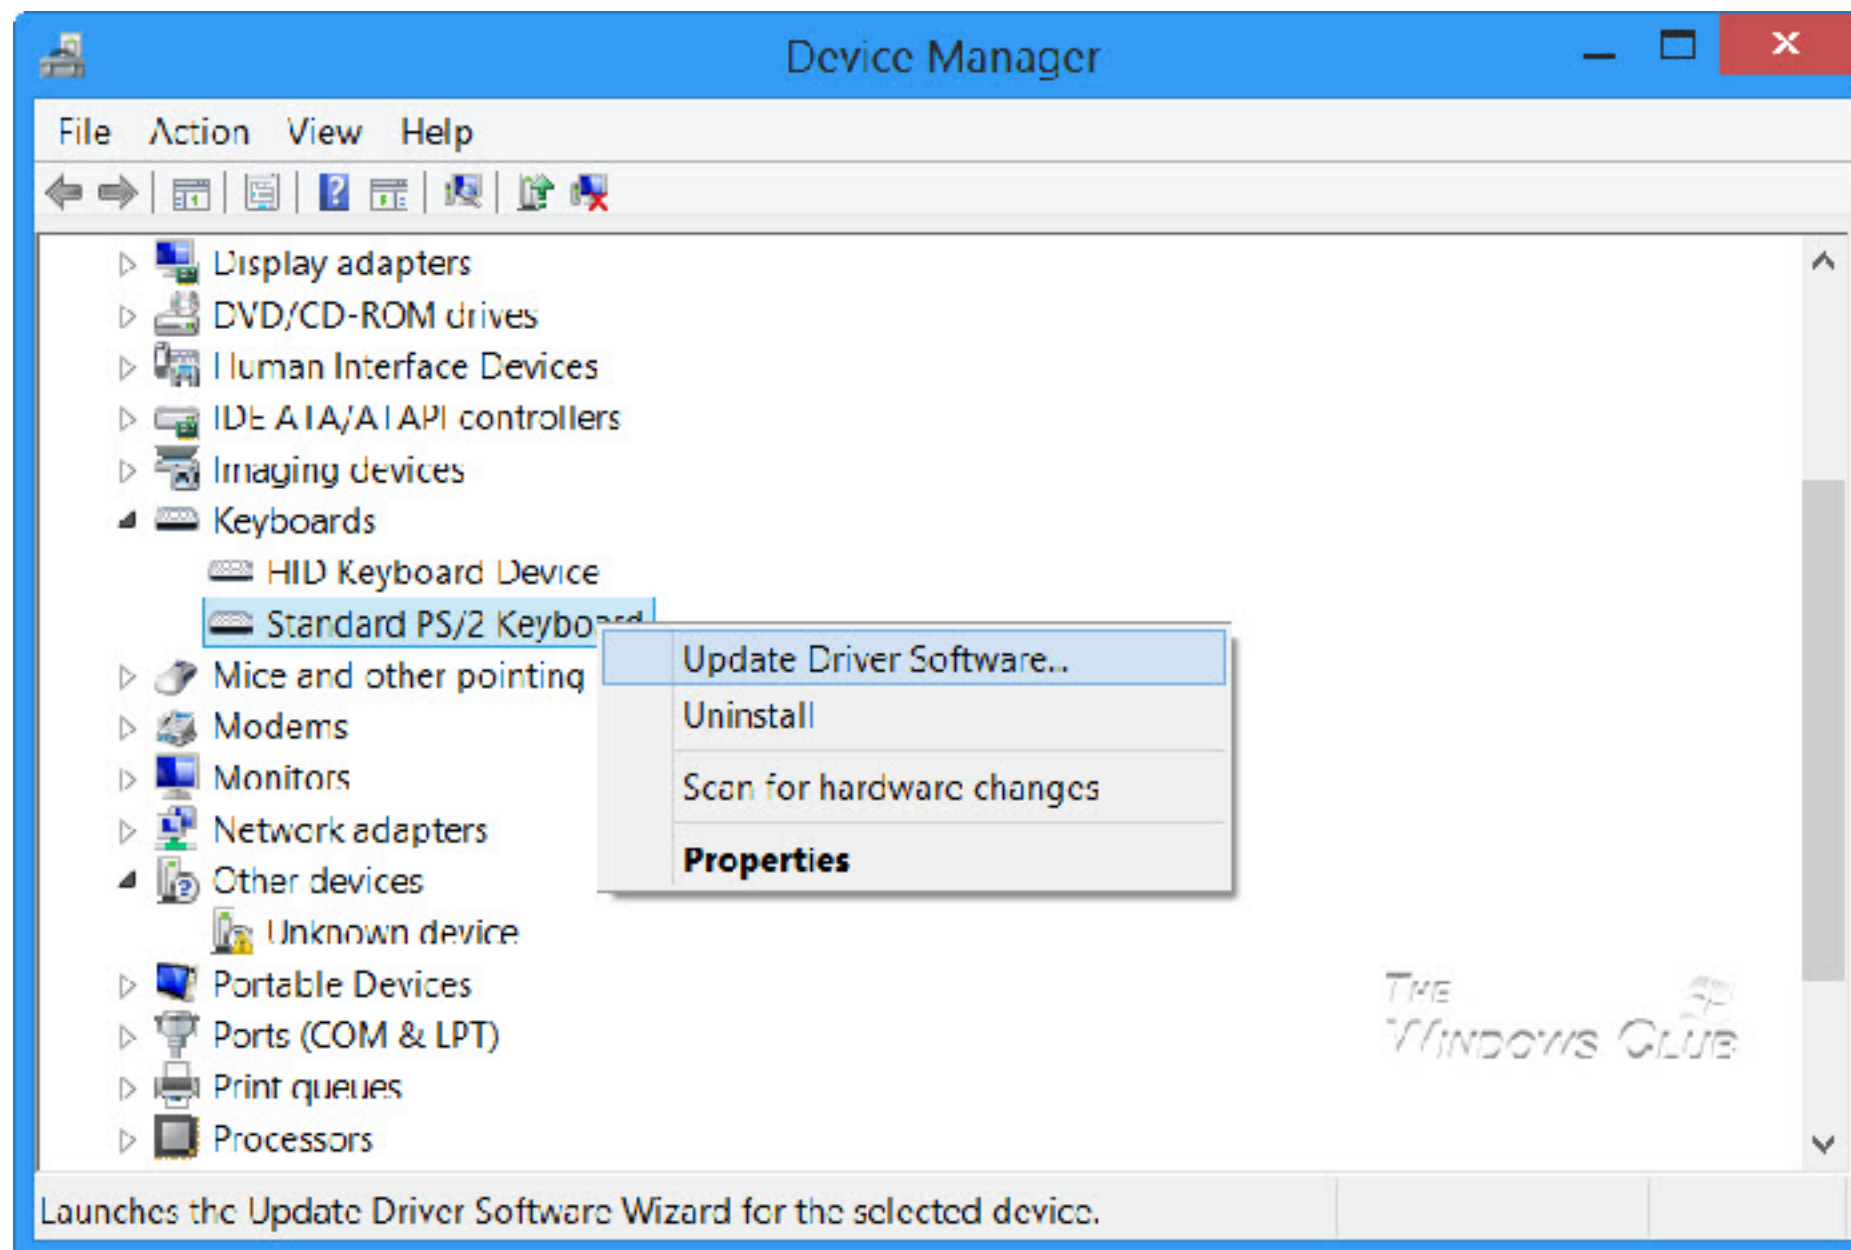 Device Manager
File Action View Help
Display adapters
DVD/CD-ROM drives
Human Interface Devices
IDE ATA/ATAPI controllers
Imaging devices
Keyboards
HID Keyboard Device
Standard PS/2 Keyboard
Mice and other pointing
Modems
Monitors
Network adapters
Other devices
Unknown device
Portable Devices
Ports (COM & LPT)
Print queues
Processors
Update Driver Software...
Uninstall
Scan for hardware changes
Properties
THE
WINDOWS CLUB
Launches the Update Driver Software Wizard for the selected device.